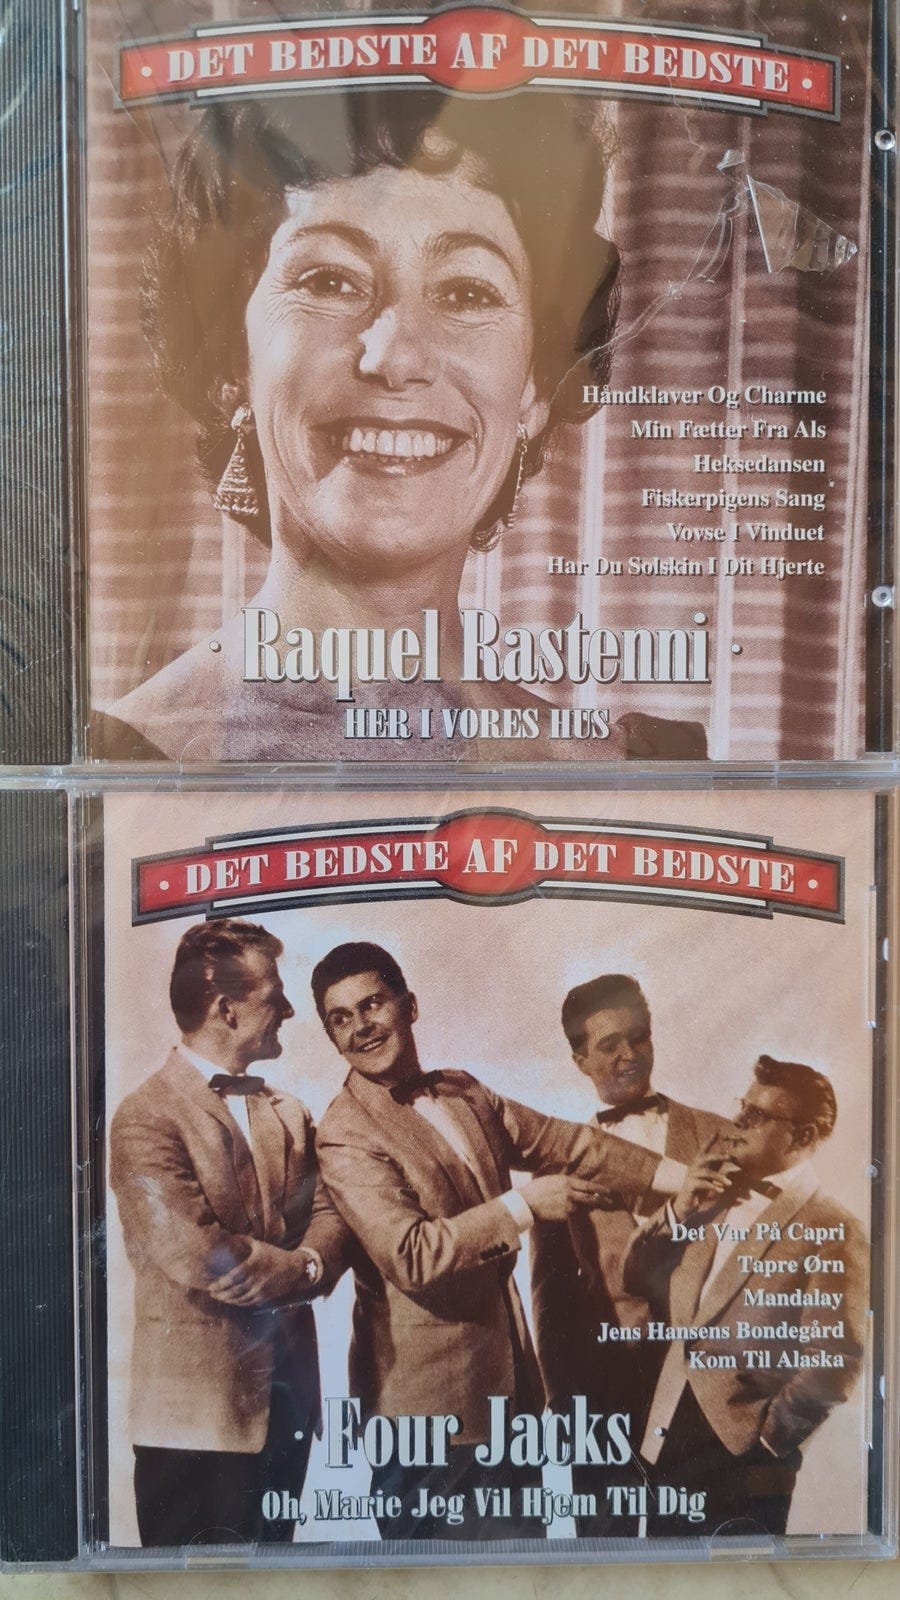 · DET BEDSTE AF DET BEDSTE ·
Håndklaver Og Charme
Min Fætter Fra Als
Heksedansen
Fiskerpigens Sang
Vovse I Vinduet
Har Du Solskin I Dit Hjerte
· Raquel Rastenni ·
HER I VORES HUS
· DET BEDSTE AF DET BEDSTE ·
Det Var På Capri
Tapre Ørn
Mandalay
Jens Hansens Bondegård
Kom Til Alaska
· Four Jacks ·
Oh, Marie Jeg Vil Hjem Til Dig